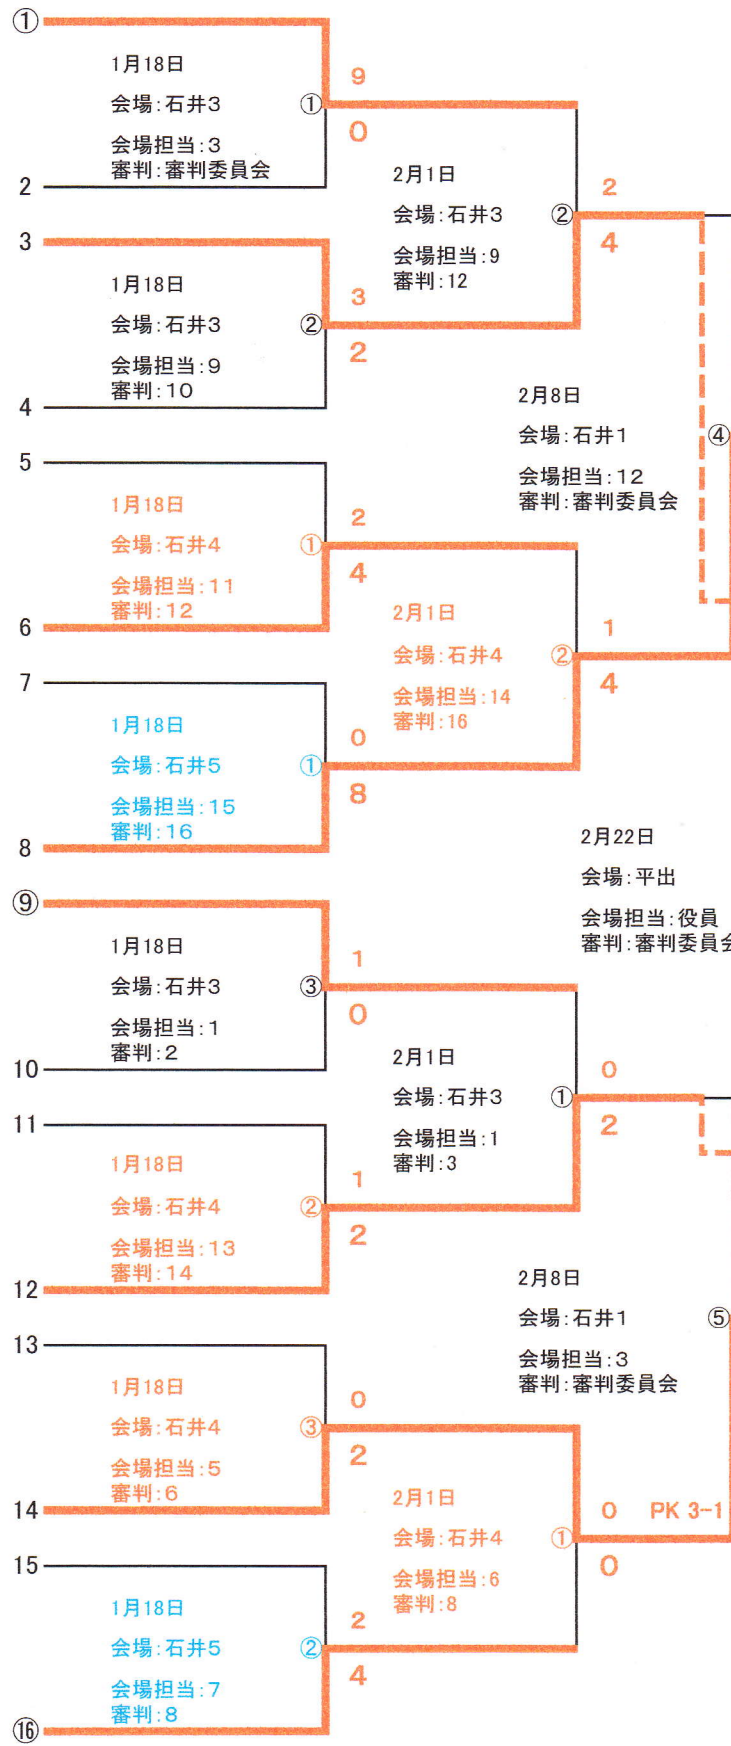 ①
1月18日
会場:石井3
①
会場担当:3
審判:審判委員会
9
0
2
2月1日
会場:石井3
②
会場担当:9
審判:12
2
4
3
1月18日
会場:石井3
②
会場担当:9
審判:10
3
2
4
2月8日
会場:石井1
④
会場担当:12
審判:審判委員会
5
1月18日
会場:石井4
①
会場担当:11
審判:12
2
4
6
2月1日
会場:石井4
②
会場担当:14
審判:16
1
4
7
1月18日
会場:石井5
①
会場担当:15
審判:16
0
8
8
2月22日
会場:平出
会場担当:役員
審判:審判委員会
⑨
1月18日
会場:石井3
③
会場担当:1
審判:2
1
0
10
2月1日
会場:石井3
①
会場担当:1
審判:3
0
2
11
1月18日
会場:石井4
②
会場担当:13
審判:14
1
2
12
2月8日
会場:石井1
⑤
会場担当:3
審判:審判委員会
13
1月18日
会場:石井4
③
会場担当:5
審判:6
0
2
14
2月1日
会場:石井4
①
会場担当:6
審判:8
0 PK 3-1
0
15
1月18日
会場:石井5
②
会場担当:7
審判:8
2
4
⑯